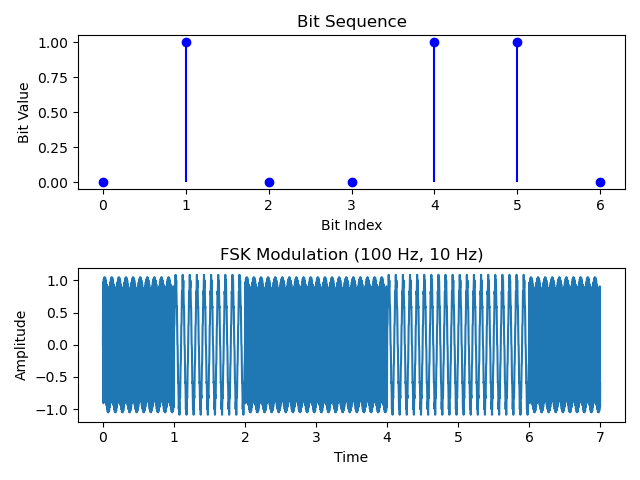 Bit Sequence
1.00
0.75
0.50
0.25
0.00
Bit Value
0 1 2 3 4 5 6
Bit Index
FSK Modulation (100 Hz, 10 Hz)
1.0
0.5
0.0
−0.5
−1.0
Amplitude
0 1 2 3 4 5 6 7
Time